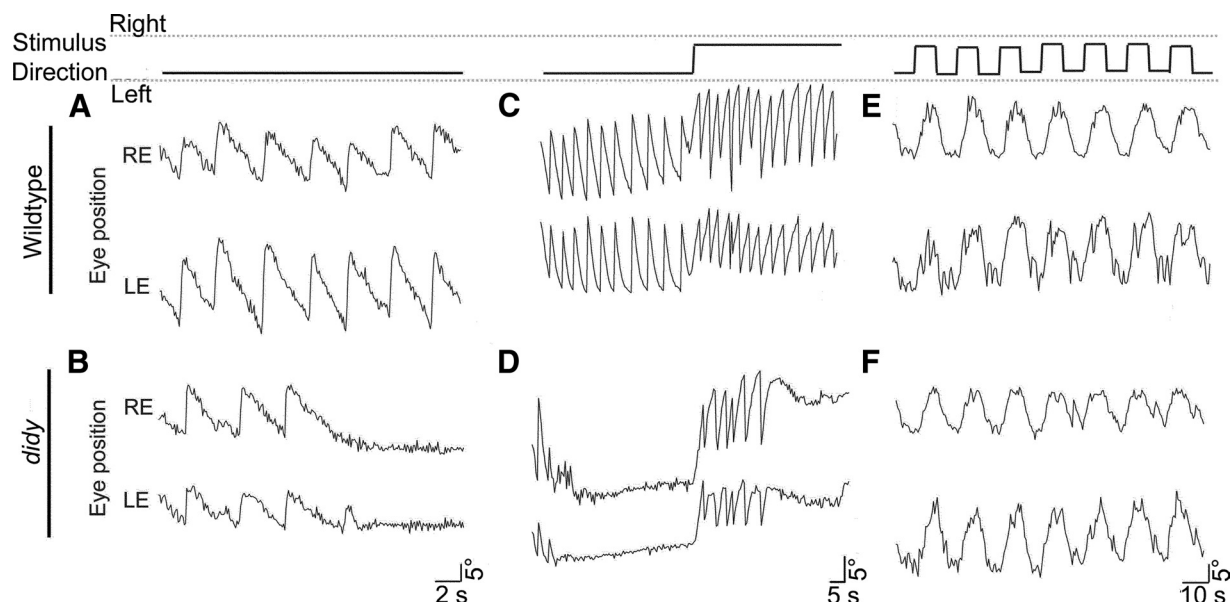 Right
Stimulus
Direction
Left
A
C
E
Wildtype
Eye position
RE
LE
B
D
F
didy
Eye position
RE
LE
2 s
5°
5 s
5°
10 s
5°